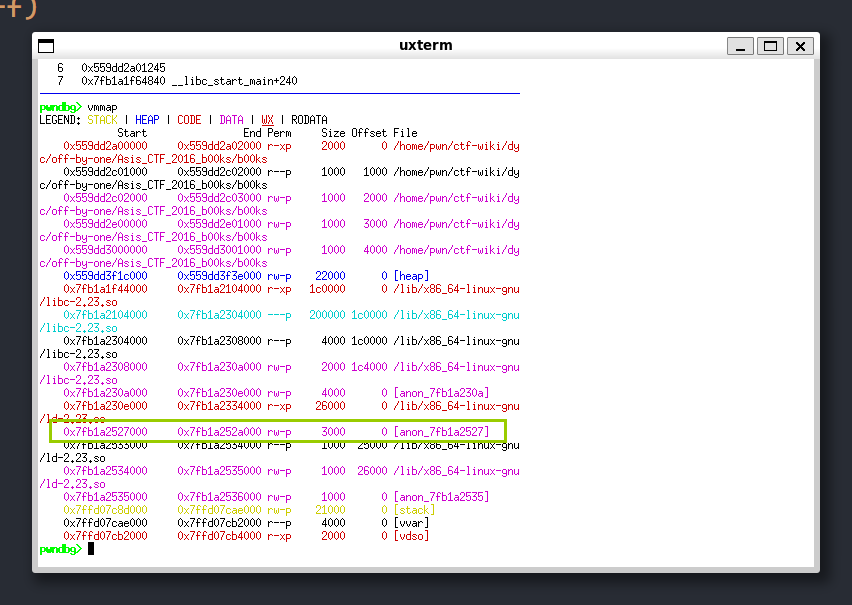 ++)
uxterm
6 0x559dd2a01245
7 0x7fb1a1f64840 __libc_start_main+240
pwndbg> vmmap
LEGEND: STACK | HEAP | CODE | DATA | WX | RODATA
Start End Perm Size Offset File
0x559dd2a00000 0x559dd2a02000 r-xp 2000 0 /home/pwn/ctf-wiki/dy
c/off-by-one/Asis_CTF_2016_b00ks/b00ks
0x559dd2c01000 0x559dd2c02000 r--p 1000 1000 /home/pwn/ctf-wiki/dy
c/off-by-one/Asis_CTF_2016_b00ks/b00ks
0x559dd2c02000 0x559dd2c03000 rw-p 1000 2000 /home/pwn/ctf-wiki/dy
c/off-by-one/Asis_CTF_2016_b00ks/b00ks
0x559dd2e00000 0x559dd2e01000 rw-p 1000 3000 /home/pwn/ctf-wiki/dy
c/off-by-one/Asis_CTF_2016_b00ks/b00ks
0x559dd3000000 0x559dd3001000 rw-p 1000 4000 /home/pwn/ctf-wiki/dy
c/off-by-one/Asis_CTF_2016_b00ks/b00ks
0x559dd3f1c000 0x559dd3f3e000 rw-p 22000 0 [heap]
0x7fb1a1f44000 0x7fb1a2104000 r-xp 1c0000 0 /lib/x86_64-linux-gnu
/libc-2.23.so
0x7fb1a2104000 0x7fb1a2304000 ---p 200000 1c0000 /lib/x86_64-linux-gnu
/libc-2.23.so
0x7fb1a2304000 0x7fb1a2308000 r--p 4000 1c0000 /lib/x86_64-linux-gnu
/libc-2.23.so
0x7fb1a2308000 0x7fb1a230a000 rw-p 2000 1c4000 /lib/x86_64-linux-gnu
/libc-2.23.so
0x7fb1a230a000 0x7fb1a230e000 rw-p 4000 0 [anon_7fb1a230a]
0x7fb1a230e000 0x7fb1a2334000 r-xp 26000 0 /lib/x86_64-linux-gnu
/ld-2.23.so
0x7fb1a2527000 0x7fb1a252a000 rw-p 3000 0 [anon_7fb1a2527]
0x7fb1a2533000 0x7fb1a2534000 r--p 1000 25000 /lib/x86_64-linux-gnu
/ld-2.23.so
0x7fb1a2534000 0x7fb1a2535000 rw-p 1000 26000 /lib/x86_64-linux-gnu
/ld-2.23.so
0x7fb1a2535000 0x7fb1a2536000 rw-p 1000 0 [anon_7fb1a2535]
0x7ffd07c8d000 0x7ffd07cae000 rw-p 21000 0 [stack]
0x7ffd07cae000 0x7ffd07cb2000 r--p 4000 0 [vvar]
0x7ffd07cb2000 0x7ffd07cb4000 r-xp 2000 0 [vdso]
pwndbg>